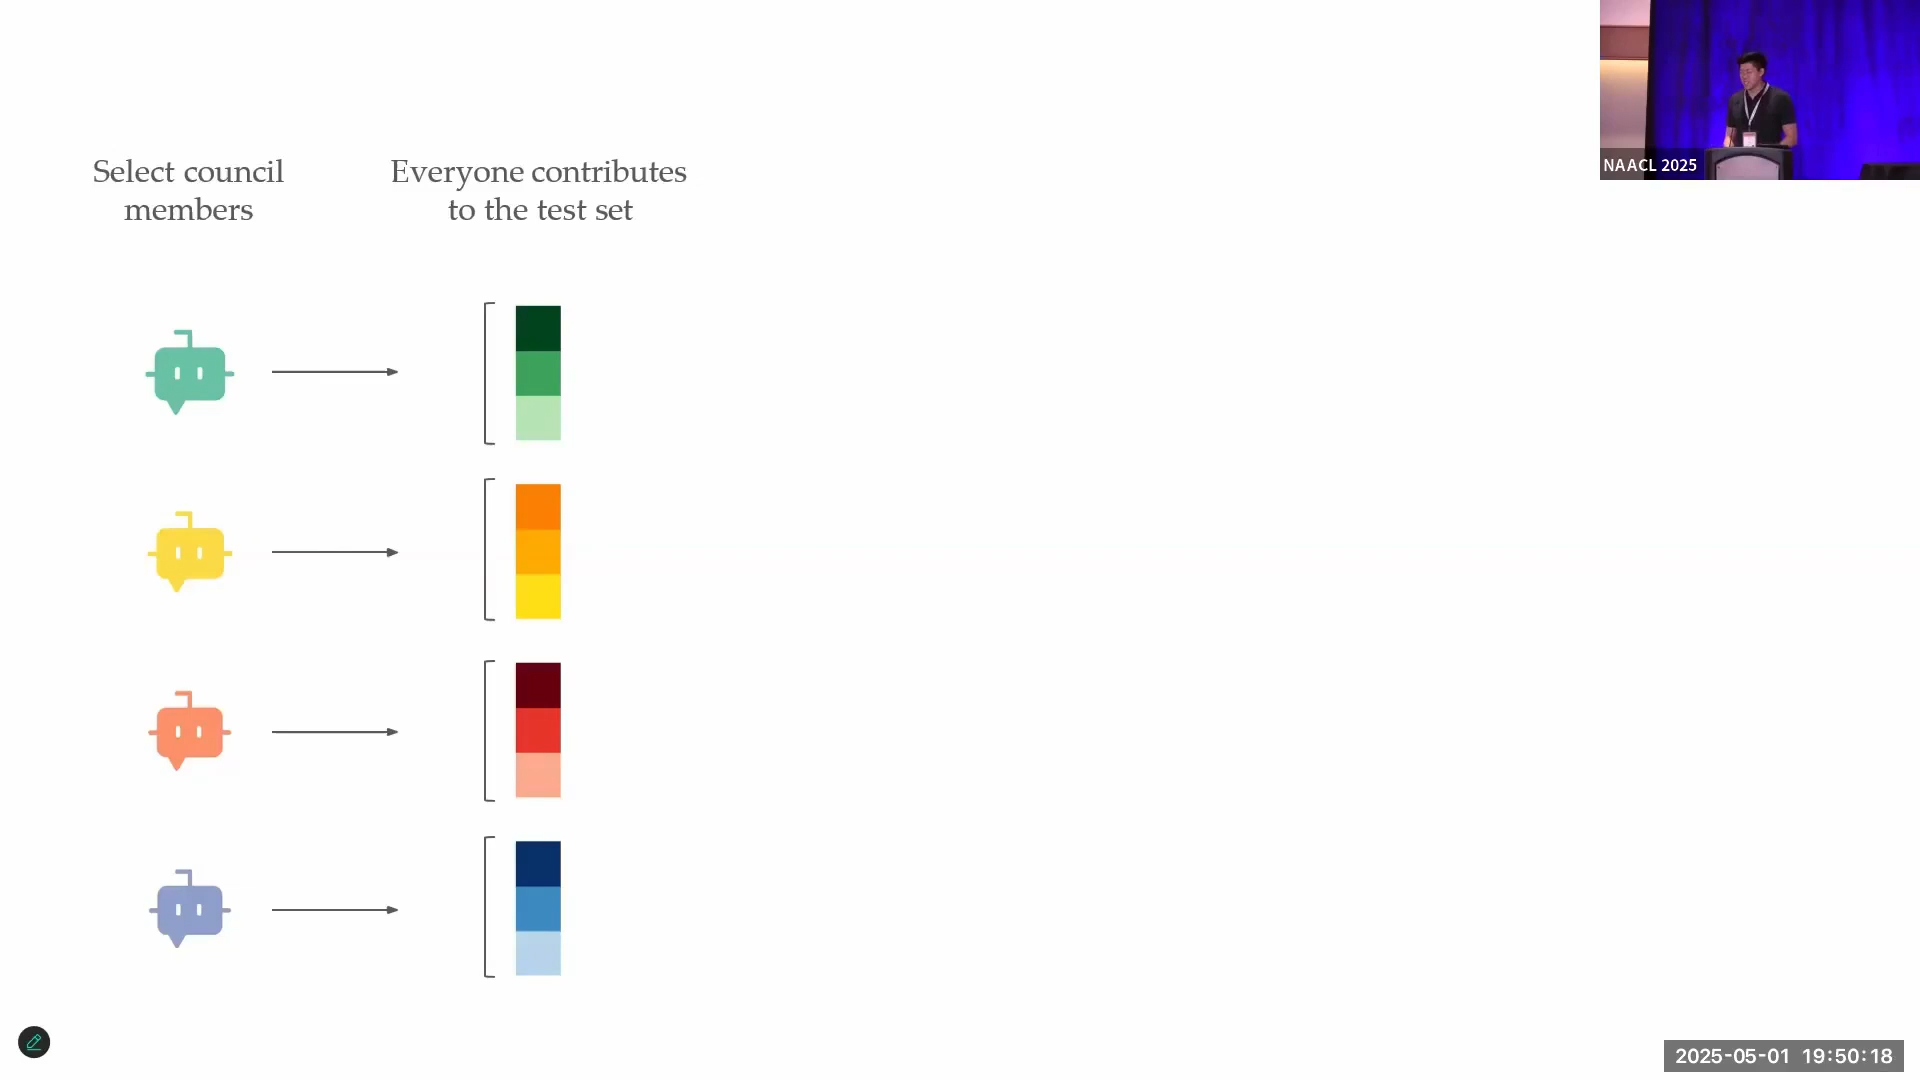 Select council
members
Everyone contributes
to the test set
NAACL 2025
2025-05-01 19:50:18